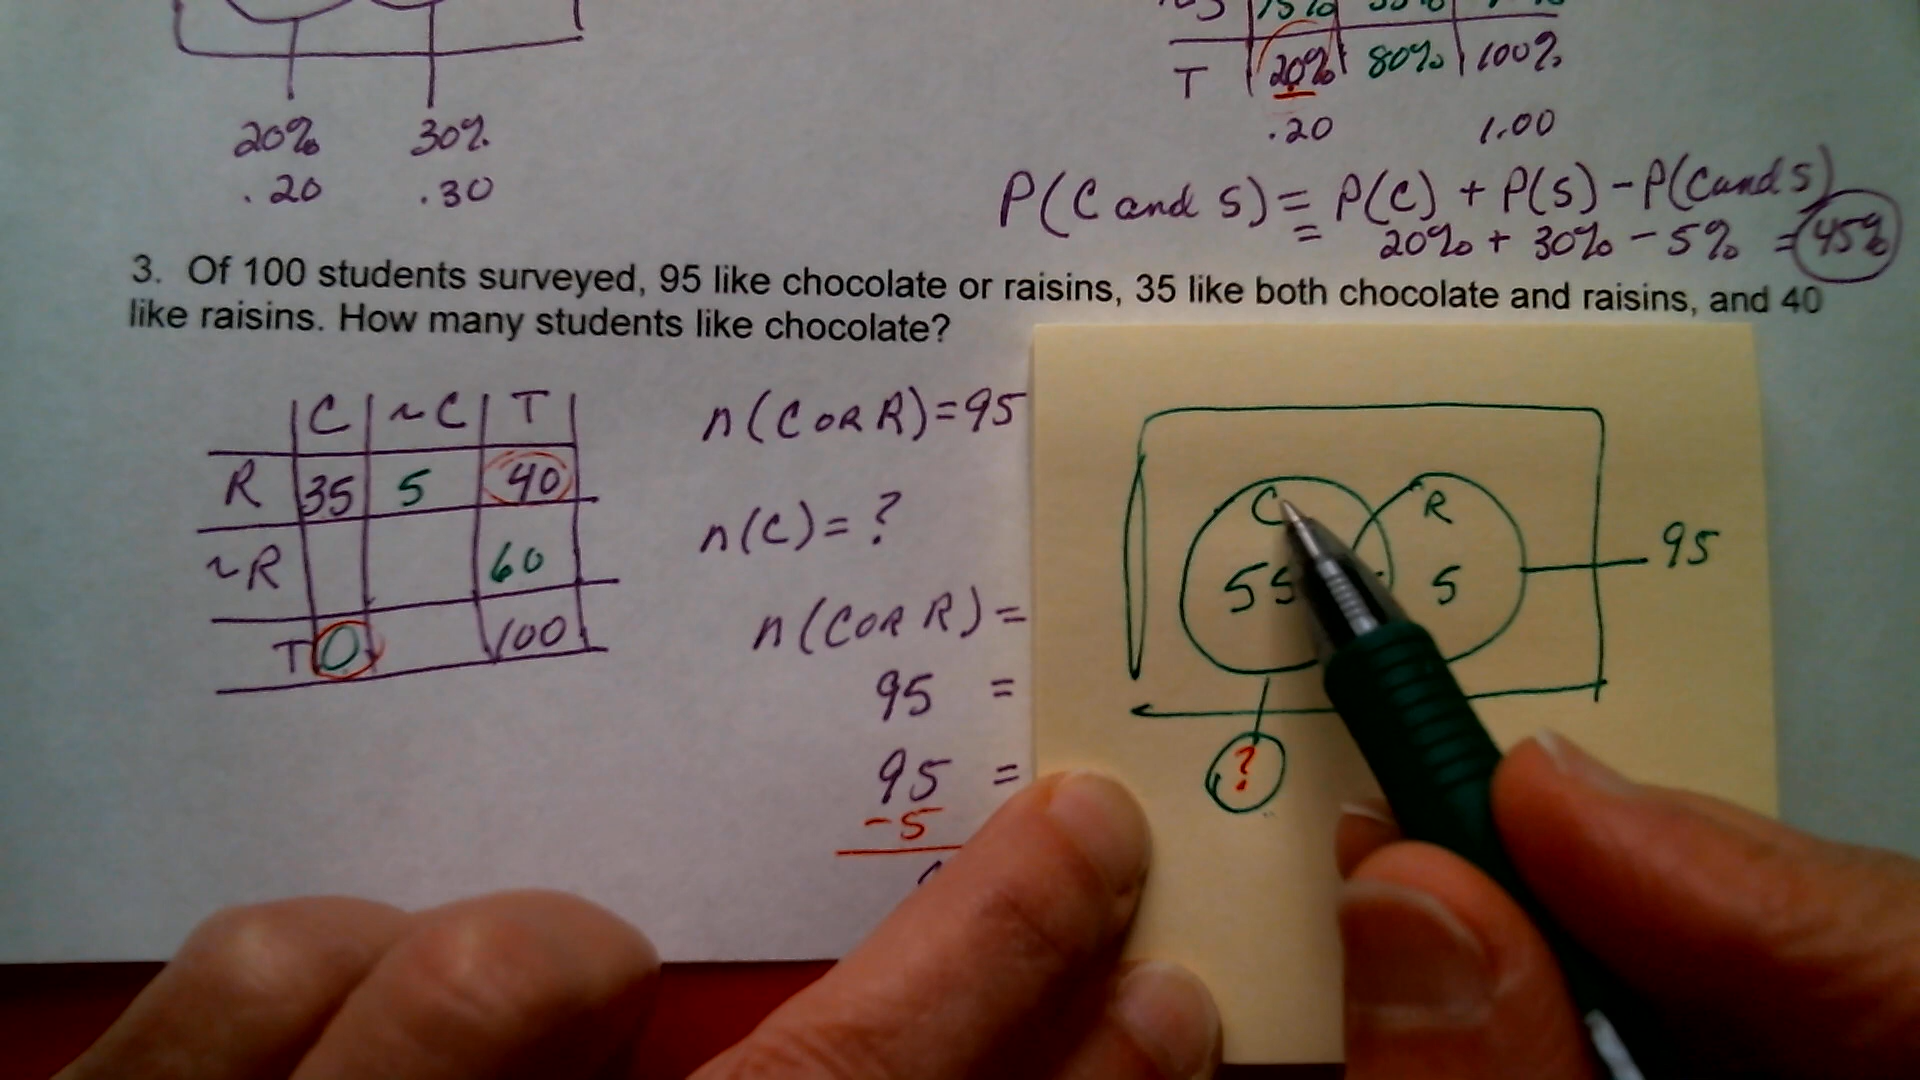 20% 80% 100%
T
20% 30%
.20 .30
.20 1.00
P(C and S) = P(C) + P(S) - P(C and S)
= 20% + 30% - 5% = 45%
3. Of 100 students surveyed, 95 like chocolate or raisins, 35 like both chocolate and raisins, and 40
like raisins. How many students like chocolate?
C ~C T
R 35 5 40
~R 60
T 0 100
n(C OR R) = 95
n(C) = ?
n(C OR R) =
95 =
95 =
-5
C R
55 5
95
?